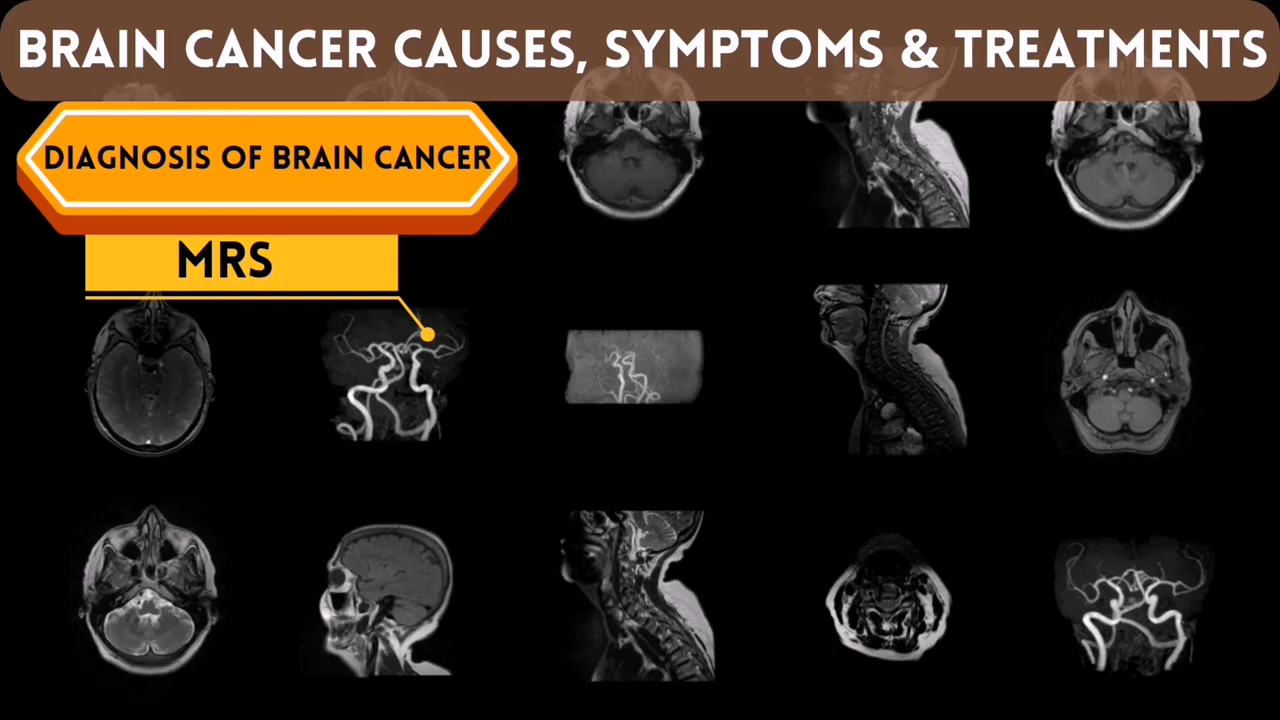 BRAIN CANCER CAUSES, SYMPTOMS & TREATMENTS
DIAGNOSIS OF BRAIN CANCER
MRS